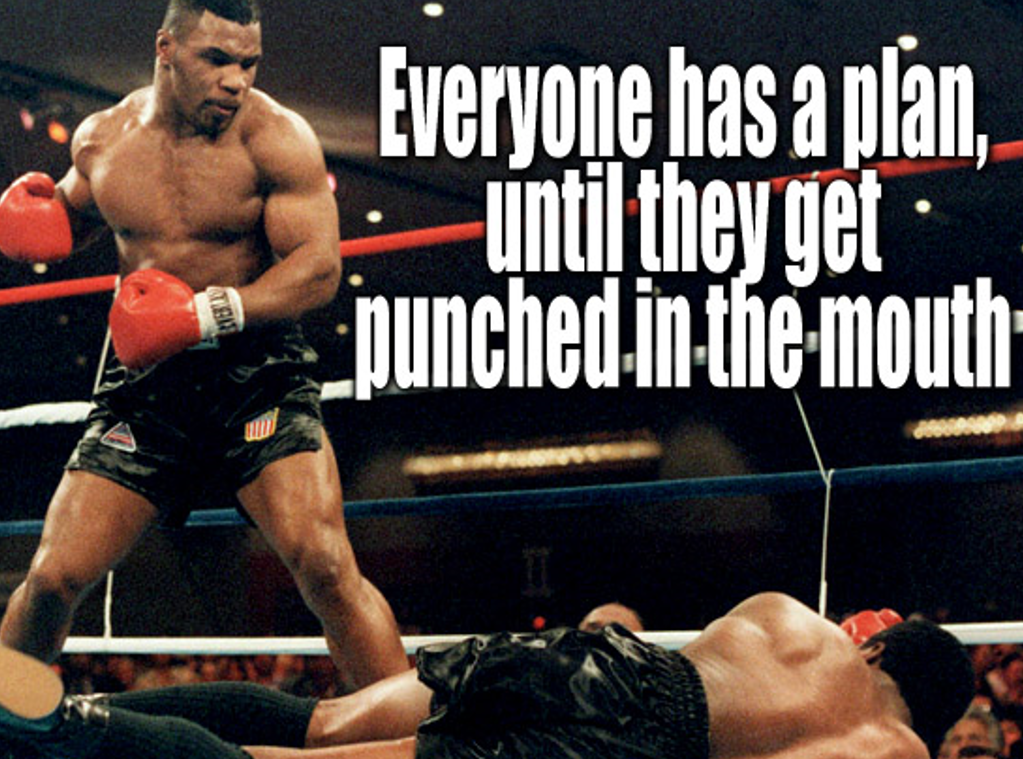 Everyone has a plan,
until they get
punched in the mouth